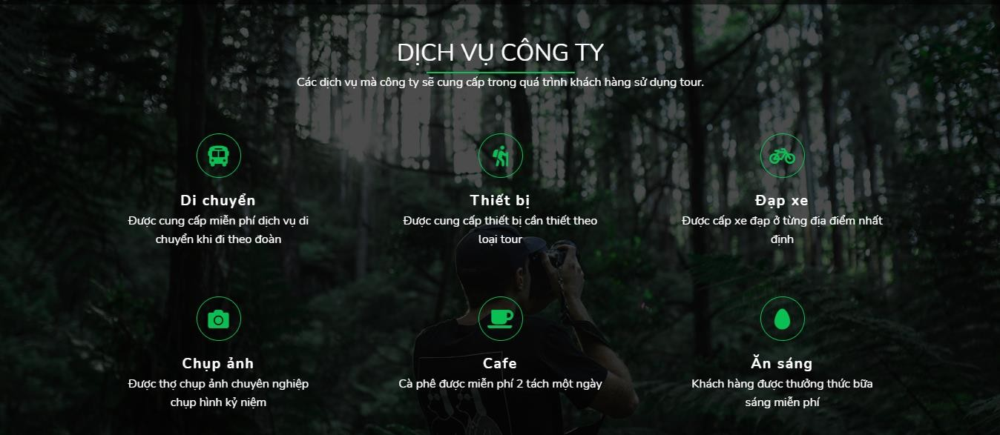 DỊCH VỤ CÔNG TY
Các dịch vụ mà công ty sẽ cung cấp trong quá trình khách hàng sử dụng tour.
Di chuyển
Được cung cấp miễn phí dịch vụ di
chuyển khi đi theo đoàn
Thiết bị
Được cung cấp thiết bị cần thiết theo
loại tour
Đạp xe
Được cấp xe đạp ở từng địa điểm nhất
định
Chụp ảnh
Được thợ chụp ảnh chuyên nghiệp
chụp hình kỷ niệm
Cafe
Cà phê được miễn phí 2 tách một ngày
Ăn sáng
Khách hàng được thưởng thức bữa
sáng miễn phí